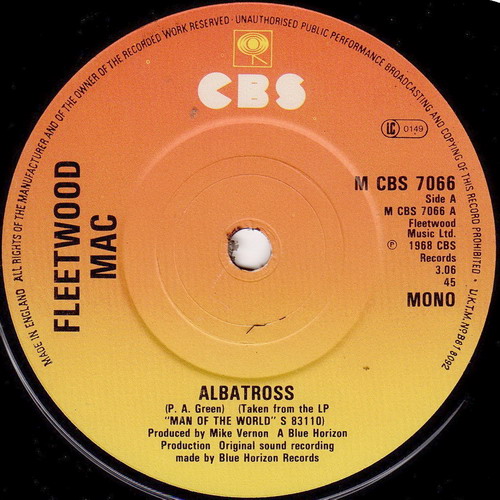 MADE IN ENGLAND ALL RIGHTS OF THE MANUFACTURER AND OF THE OWNER OF THE RECORDED WORK RESERVED · UNAUTHORISED PUBLIC PERFORMANCE BROADCASTING AND COPYING OF THIS RECORD PROHIBITED · U.K.T.M. Nº B618092
CBS
LC 0149
FLEETWOOD
MAC
M CBS 7066
Side A
M CBS 7066 A
Fleetwood
Music Ltd.
℗ 1968 CBS
Records
3.06
45
MONO
ALBATROSS
(P. A. Green) (Taken from the LP
"MAN OF THE WORLD" S 83110)
Produced by Mike Vernon A Blue Horizon
Production Original sound recording
made by Blue Horizon Records